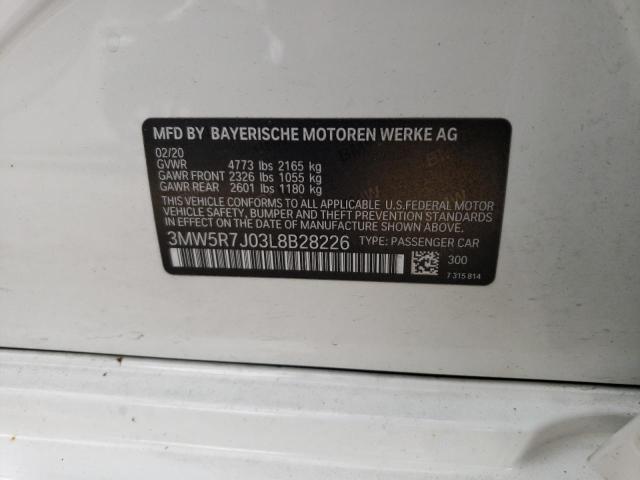 MFD BY BAYERISCHE MOTOREN WERKE AG
02/20
GVWR 4773 lbs 2165 kg
GAWR FRONT 2326 lbs 1055 kg
GAWR REAR 2601 lbs 1180 kg
THIS VEHICLE CONFORMS TO ALL APPLICABLE U.S.FEDERAL MOTOR
VEHICLE SAFETY, BUMPER AND THEFT PREVENTION STANDARDS
IN EFFECT ON THE DATE OF MANUFACTURE SHOWN ABOVE.
3MW5R7J03L8B28226 TYPE: PASSENGER CAR
300
7 315 814